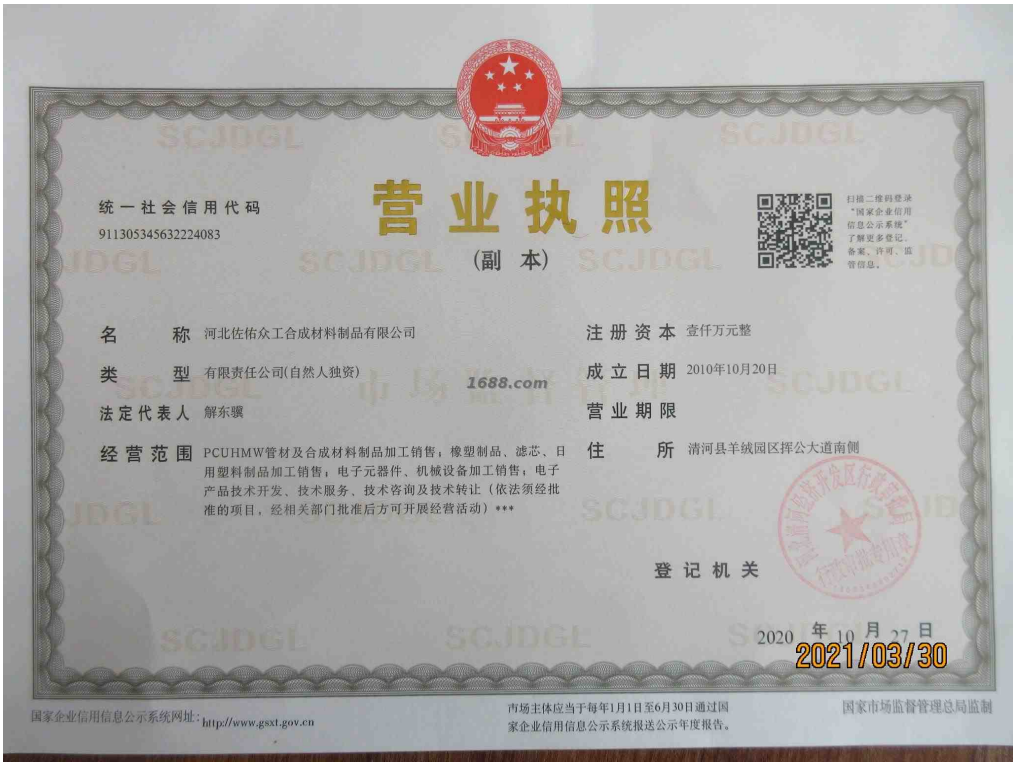 营业执照
(副 本)
统一社会信用代码
911305345632224083
扫描二维码登录
“国家企业信用
信息公示系统”
了解更多登记、
备案、许可、监
管信息。
名 称 河北佐佑众工合成材料制品有限公司
类 型 有限责任公司(自然人独资)
法定代表人 解东骥
经营范围 PCUHMW管材及合成材料制品加工销售；橡塑制品、滤芯、日
用塑料制品加工销售；电子元器件、机械设备加工销售；电子
产品技术开发、技术服务、技术咨询及技术转让（依法须经批
准的项目，经相关部门批准后方可开展经营活动）***
注册资本 壹仟万元整
成立日期 2010年10月20日
营业期限
住 所 清河县羊绒园区挥公大道南侧
1688.com
登记机关
2020 年 10 月 27 日
2021/03/30
国家企业信用信息公示系统网址：http://www.gsxt.gov.cn
市场主体应当于每年1月1日至6月30日通过国
家企业信用信息公示系统报送公示年度报告。
国家市场监督管理总局监制